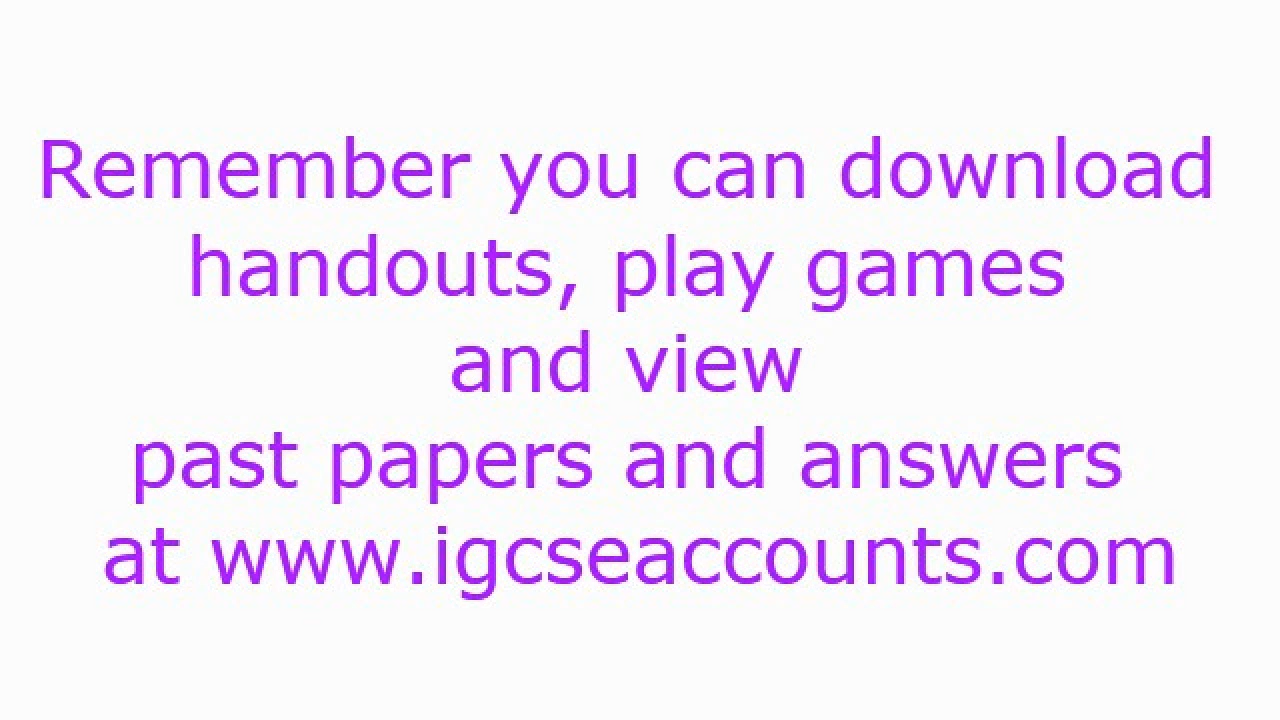 Remember you can download
handouts, play games
and view
past papers and answers
at www.igcseaccounts.com